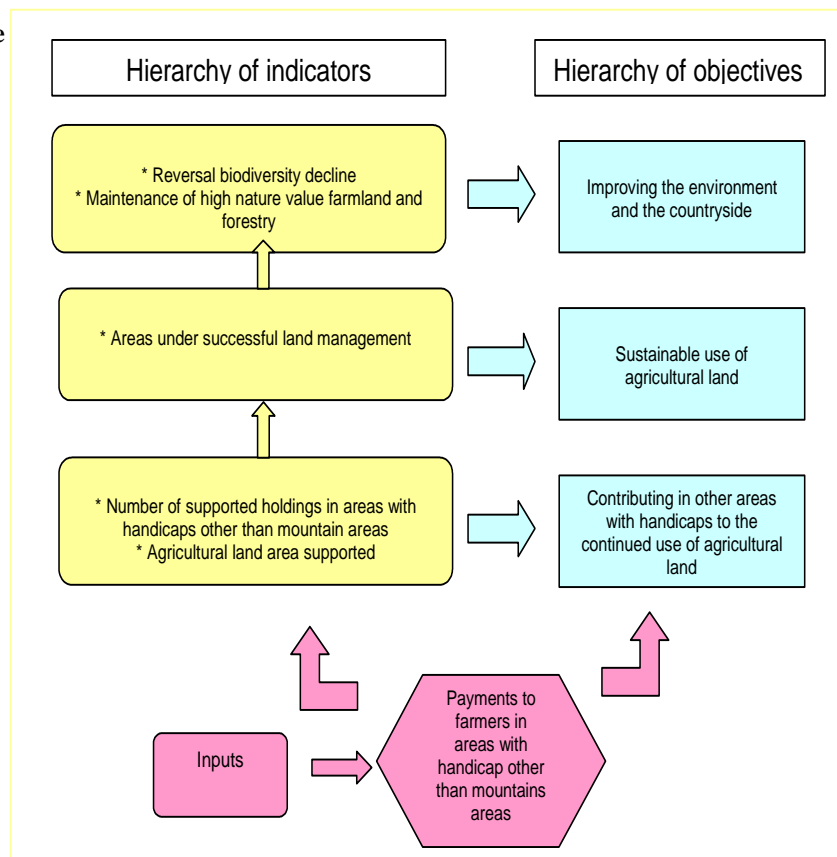 e
Hierarchy of indicators
Hierarchy of objectives
* Reversal biodiversity decline
* Maintenance of high nature value farmland and
forestry
Improving the environment
and the countryside
* Areas under successful land management
Sustainable use of
agricultural land
* Number of supported holdings in areas with
handicaps other than mountain areas
* Agricultural land area supported
Contributing in other areas
with handicaps to the
continued use of agricultural
land
Inputs
Payments to
farmers in
areas with
handicap other
than mountains
areas